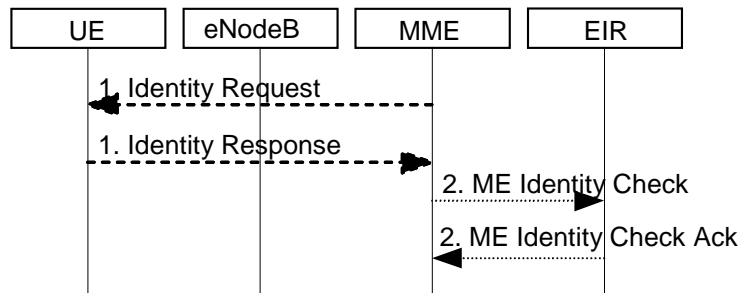 UE eNodeB MME EIR
1. Identity Request
1. Identity Response
2. ME Identity Check
2. ME Identity Check Ack